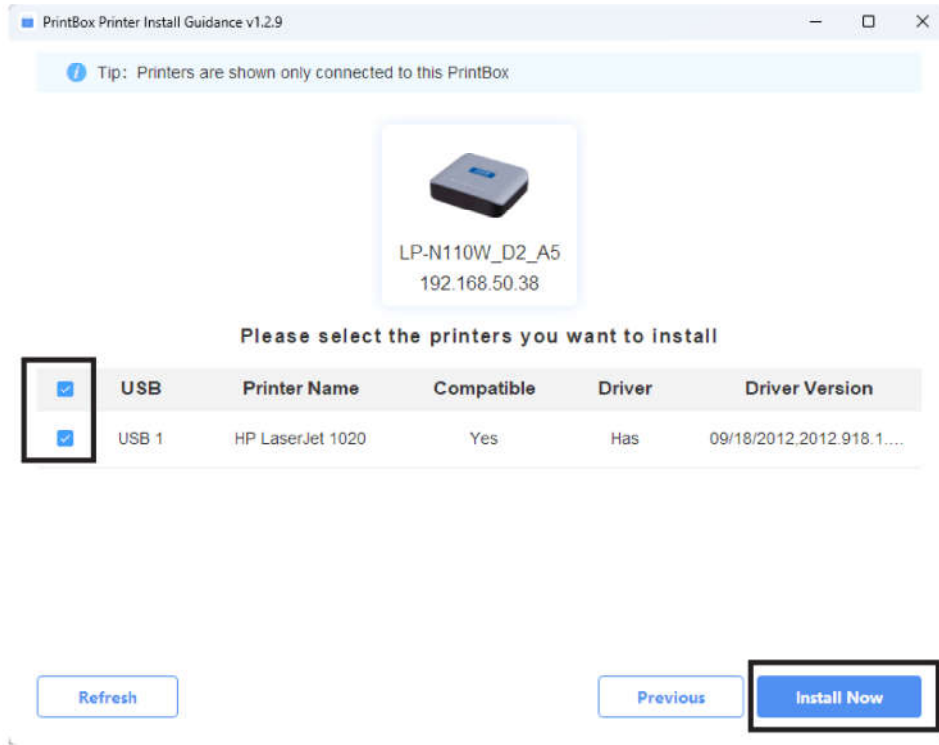 PrintBox Printer Install Guidance v1.2.9
Tip: Printers are shown only connected to this PrintBox
LP-N110W_D2_A5
192.168.50.38
Please select the printers you want to install
USB Printer Name Compatible Driver Driver Version
USB 1 HP LaserJet 1020 Yes Has 09/18/2012,2012.918.1....
Refresh Previous Install Now